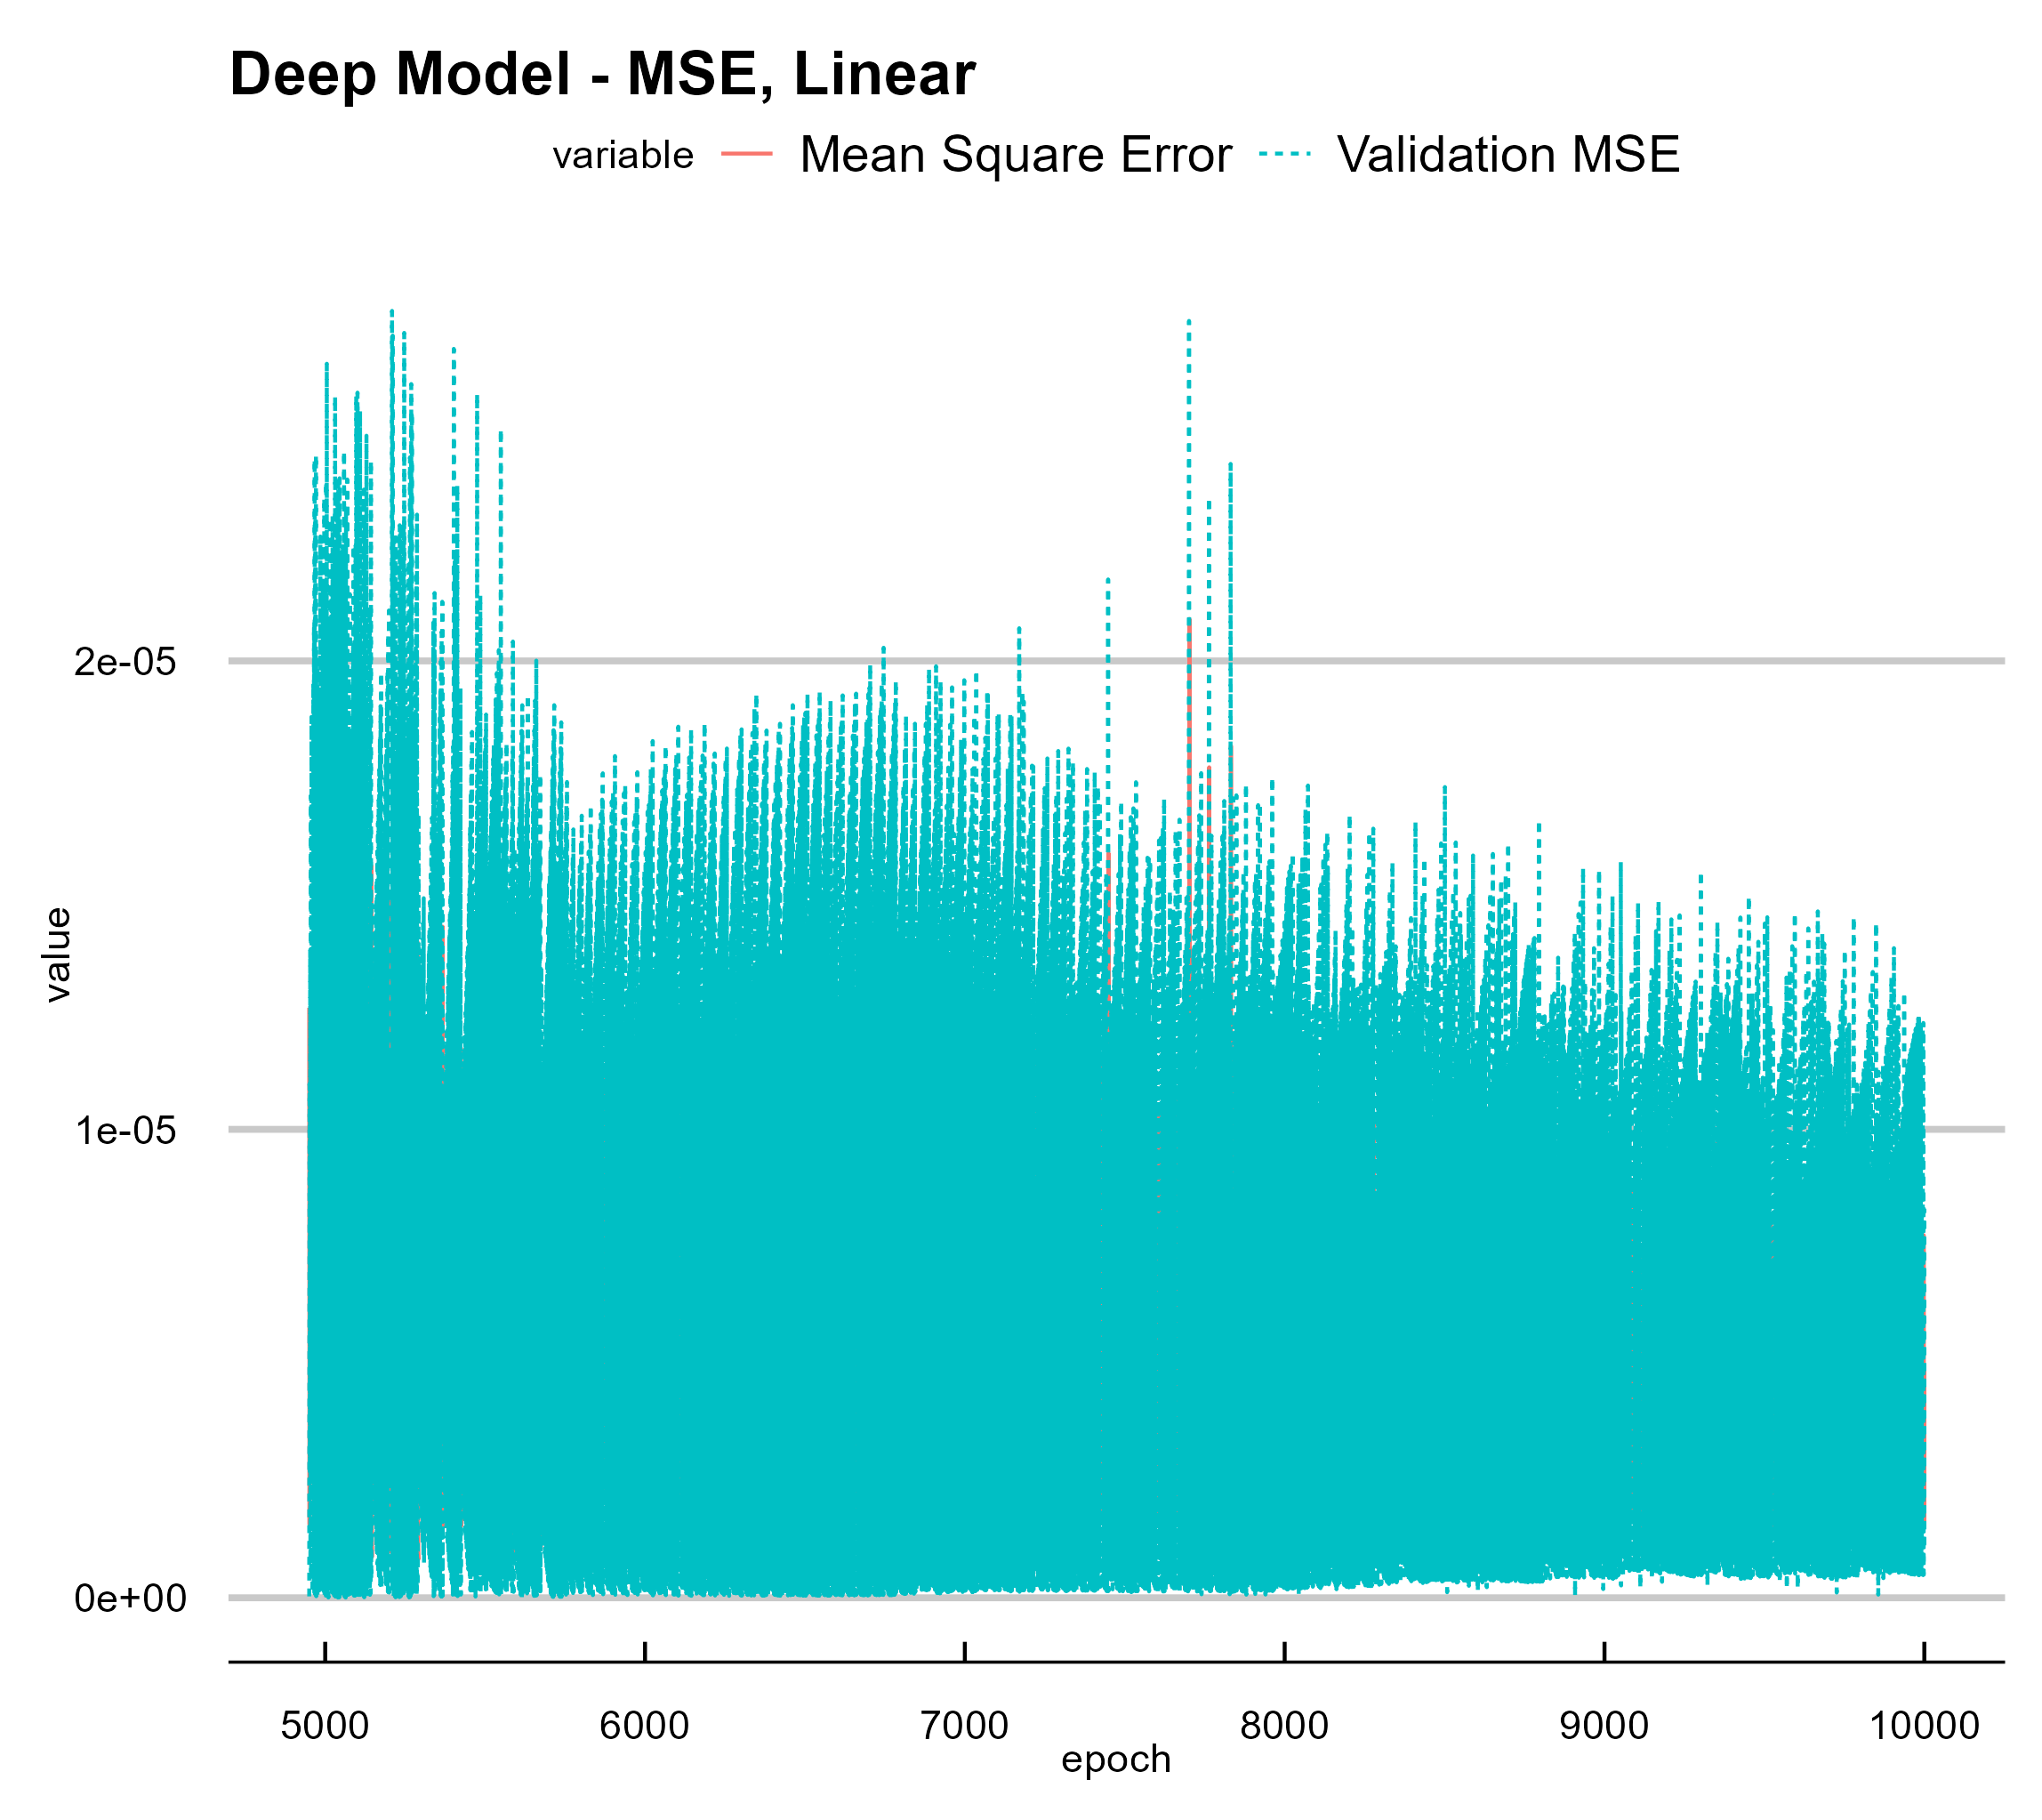 Deep Model - MSE, Linear
variable Mean Square Error Validation MSE
value
2e-05
1e-05
0e+00
5000 6000 7000 8000 9000 10000
epoch